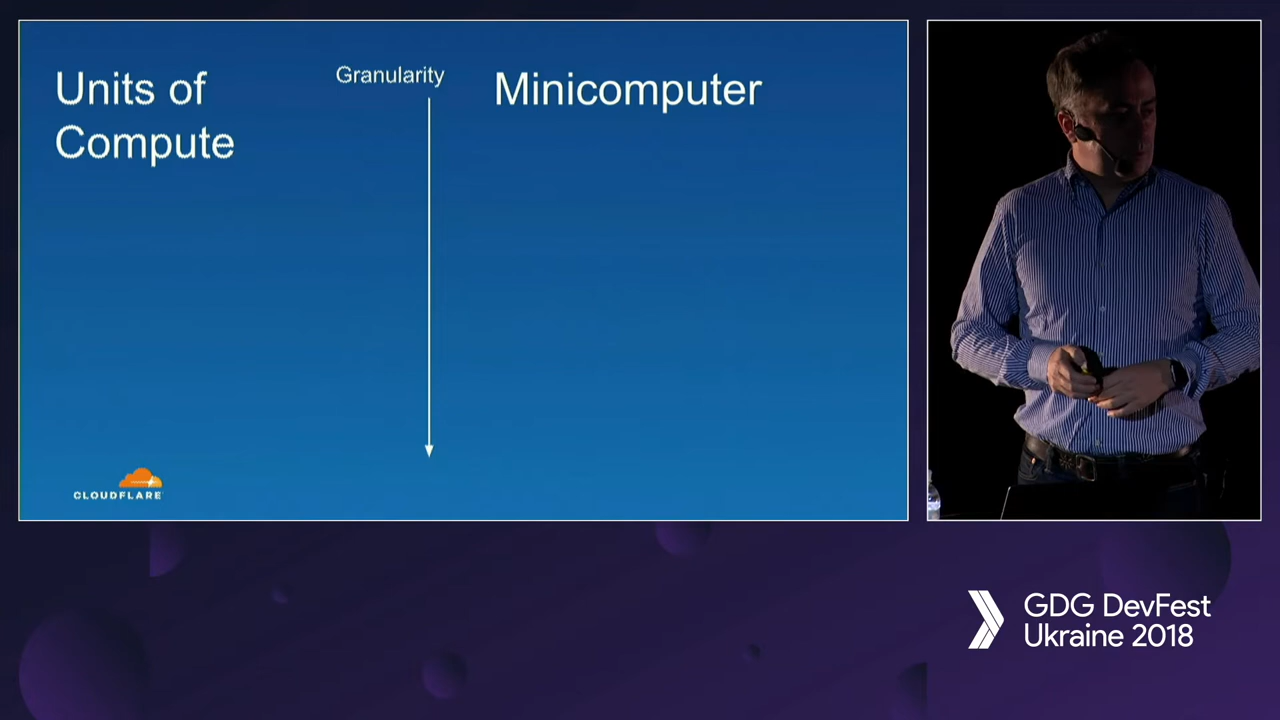 Units of
Compute
Granularity
Minicomputer
CLOUDFLARE
GDG DevFest
Ukraine 2018